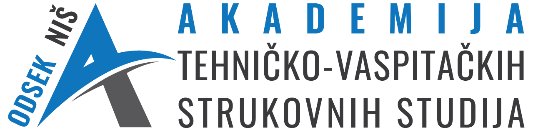 ODSEK NIŠ
AKADEMIJA
TEHNIČKO-VASPITAČKIH
STRUKOVNIH STUDIJA